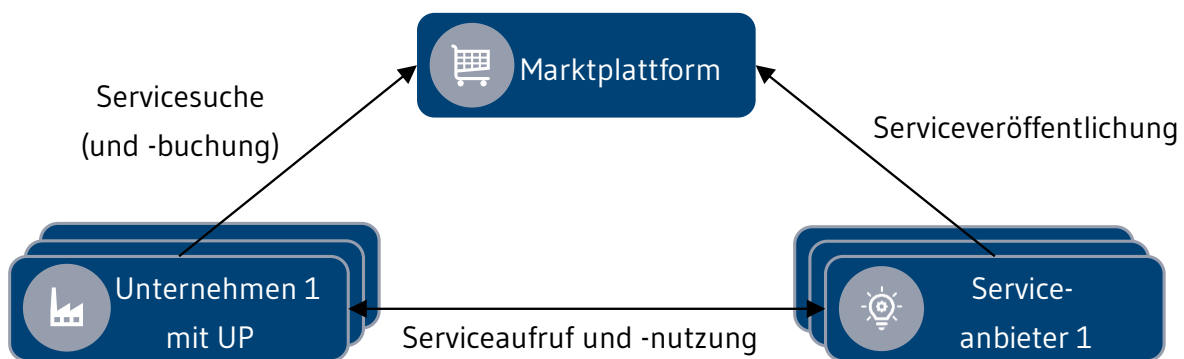 Marktplattform
Servicesuche
(und -buchung)
Serviceveröffentlichung
Unternehmen 1
mit UP
Serviceaufruf und -nutzung
Service-
anbieter 1